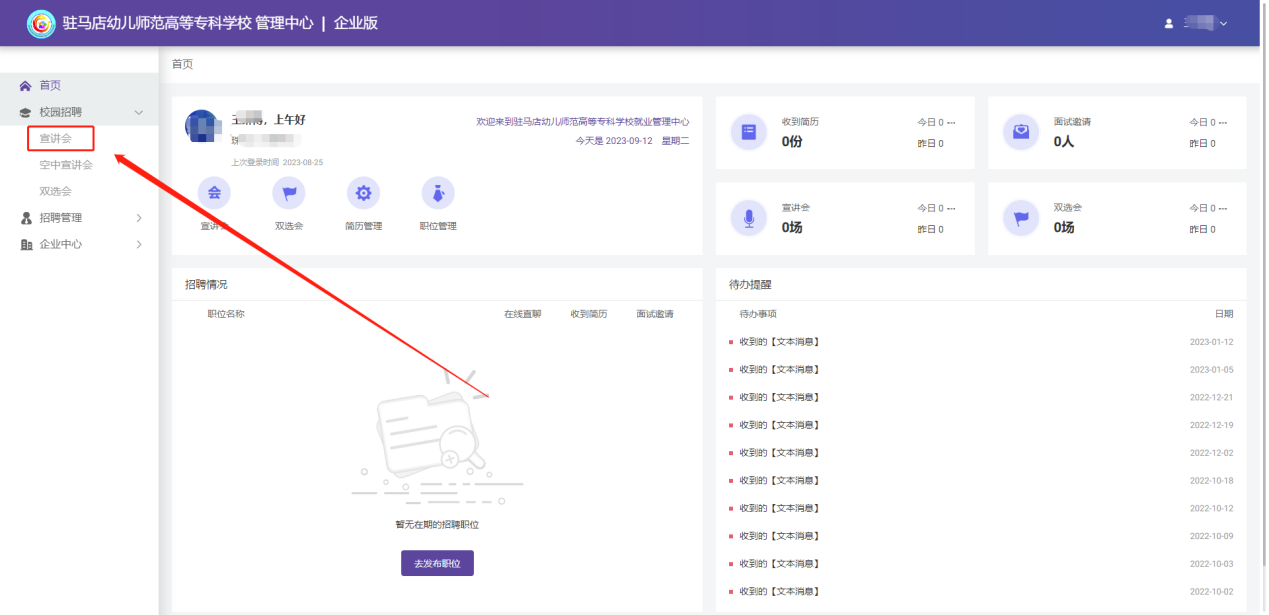 驻马店幼儿师范高等专科学校 管理中心 | 企业版
首页
校园招聘
宣讲会
空中宣讲会
双选会
招聘管理
企业中心
首页
上午好
欢迎来到驻马店幼儿师范高等专科学校就业管理中心
今天是 2023-09-12 星期二
上次登录时间 2023-08-25
会
宣讲会
双选会
简历管理
职位管理
收到简历
0份
今日 0 --
昨日 0
面试邀请
0人
今日 0 --
昨日 0
宣讲会
0场
今日 0 --
昨日 0
双选会
0场
今日 0 --
昨日 0
招聘情况
职位名称 在线直聊 收到简历 面试邀请
暂无在期的招聘职位
去发布职位
待办提醒
待办事项 日期
收到的【文本消息】 2023-01-12
收到的【文本消息】 2023-01-05
收到的【文本消息】 2022-12-21
收到的【文本消息】 2022-12-19
收到的【文本消息】 2022-12-02
收到的【文本消息】 2022-10-18
收到的【文本消息】 2022-10-12
收到的【文本消息】 2022-10-09
收到的【文本消息】 2022-10-03
收到的【文本消息】 2022-10-02